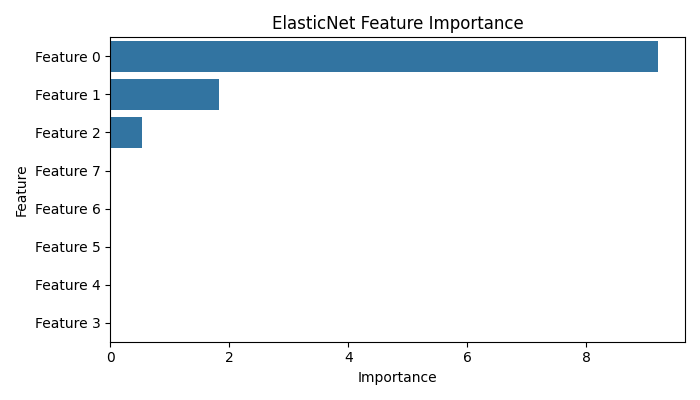 ElasticNet Feature Importance
Feature 0
Feature 1
Feature 2
Feature 7
Feature 6
Feature 5
Feature 4
Feature 3
Feature
0 2 4 6 8
Importance